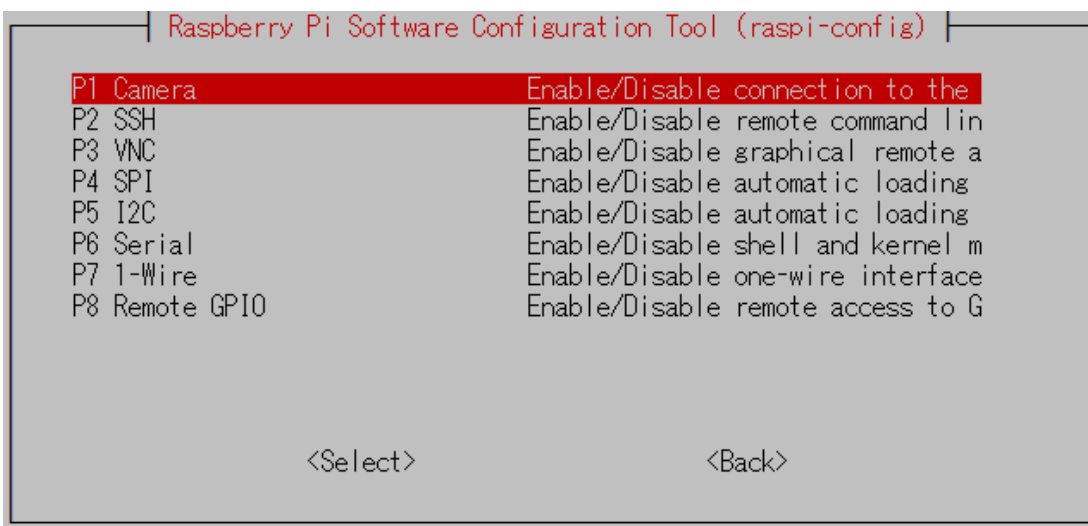 Raspberry Pi Software Configuration Tool (raspi-config)
P1 Camera Enable/Disable connection to the
P2 SSH Enable/Disable remote command lin
P3 VNC Enable/Disable graphical remote a
P4 SPI Enable/Disable automatic loading
P5 I2C Enable/Disable automatic loading
P6 Serial Enable/Disable shell and kernel m
P7 1-Wire Enable/Disable one-wire interface
P8 Remote GPIO Enable/Disable remote access to G
<Select> <Back>